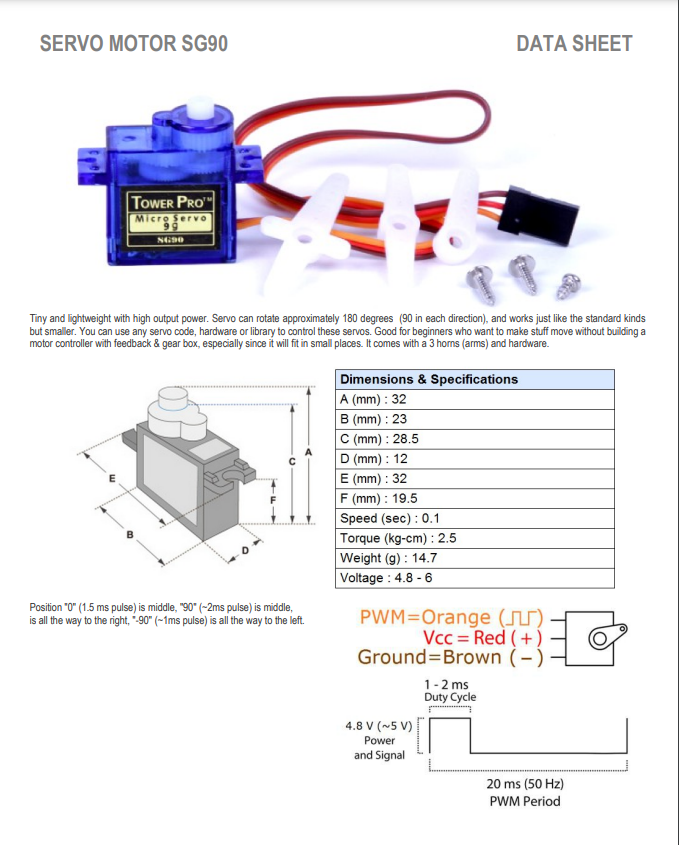 SERVO MOTOR SG90
DATA SHEET
TOWER PRO™
Micro Servo
9g
SG90
Tiny and lightweight with high output power. Servo can rotate approximately 180 degrees (90 in each direction), and works just like the standard kinds
but smaller. You can use any servo code, hardware or library to control these servos. Good for beginners who want to make stuff move without building a
motor controller with feedback & gear box, especially since it will fit in small places. It comes with a 3 horns (arms) and hardware.
A
C
E
F
B
D
Dimensions & Specifications
A (mm) : 32
B (mm) : 23
C (mm) : 28.5
D (mm) : 12
E (mm) : 32
F (mm) : 19.5
Speed (sec) : 0.1
Torque (kg-cm) : 2.5
Weight (g) : 14.7
Voltage : 4.8 - 6
Position "0" (1.5 ms pulse) is middle, "90" (~2ms pulse) is middle,
is all the way to the right, "-90" (~1ms pulse) is all the way to the left.
PWM=Orange (⎍⎍)
Vcc = Red ( + )
Ground=Brown ( − )
1 - 2 ms
Duty Cycle
4.8 V (~5 V)
Power
and Signal
20 ms (50 Hz)
PWM Period